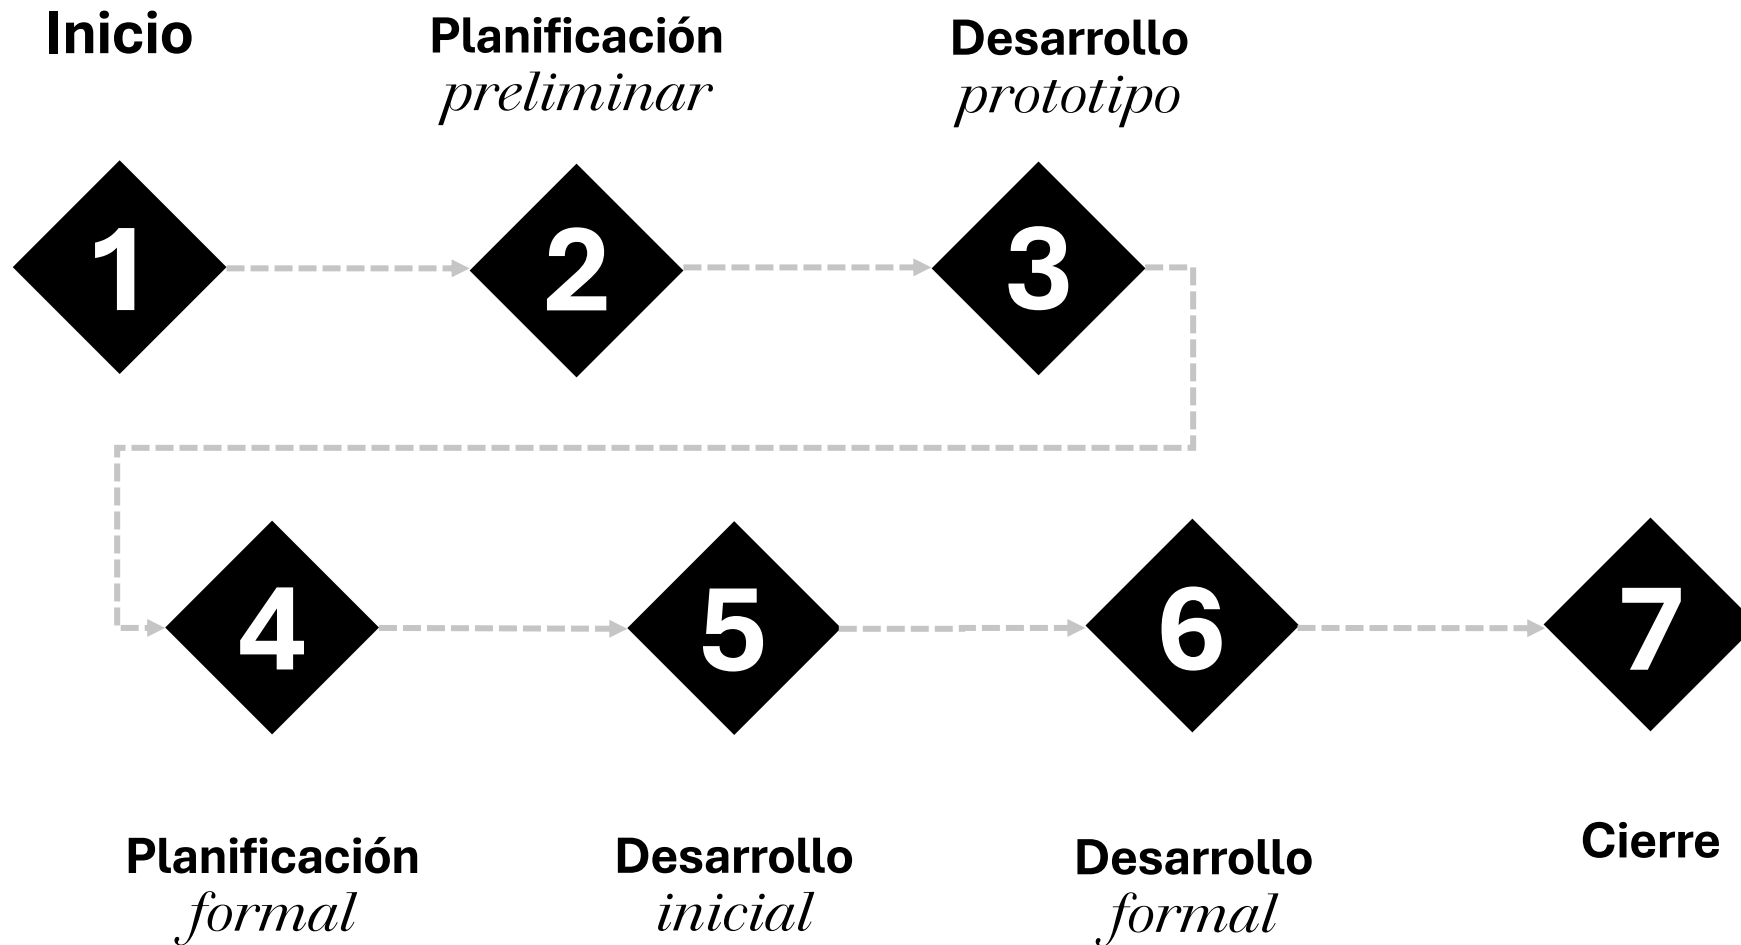 Inicio
Planificación
preliminar
Desarrollo
prototipo
1
2
3
4
5
6
7
Planificación
formal
Desarrollo
inicial
Desarrollo
formal
Cierre